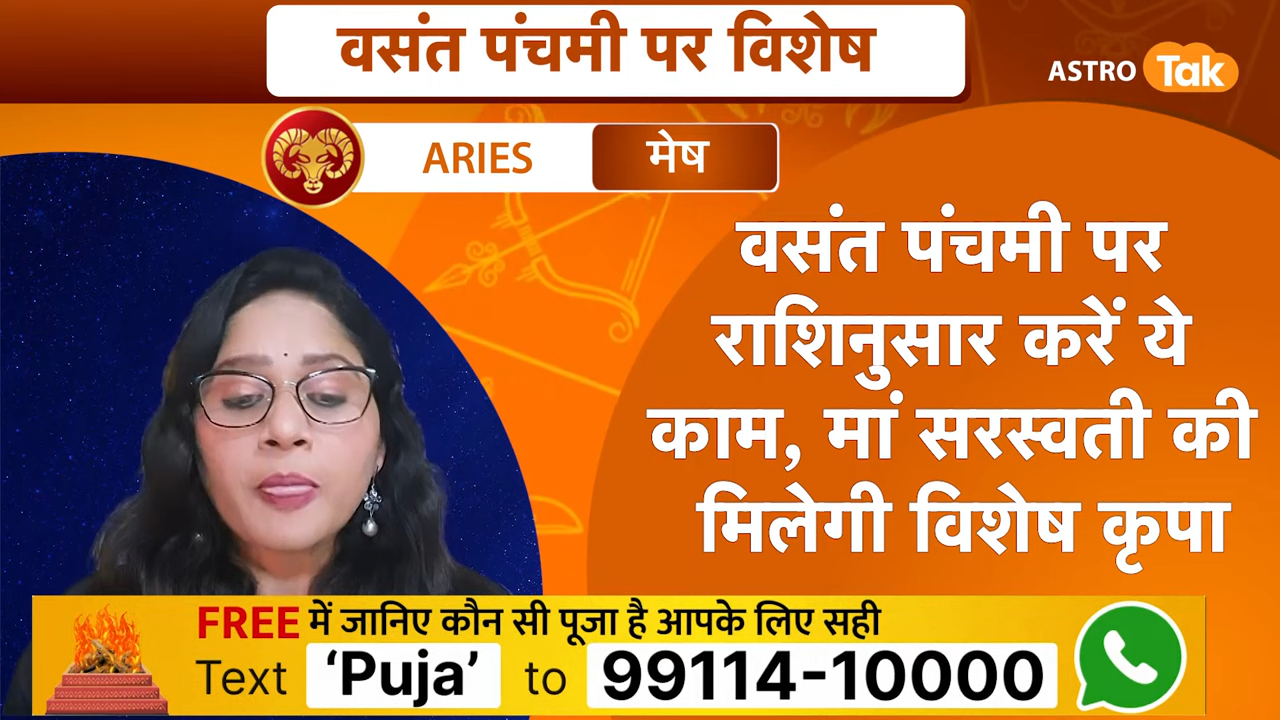 वसंत पंचमी पर विशेष
ASTRO Tak
ARIES मेष
वसंत पंचमी पर
राशिनुसार करें ये
काम, मां सरस्वती की
मिलेगी विशेष कृपा
FREE में जानिए कौन सी पूजा है आपके लिए सही
Text ‘Puja’ to 99114-10000